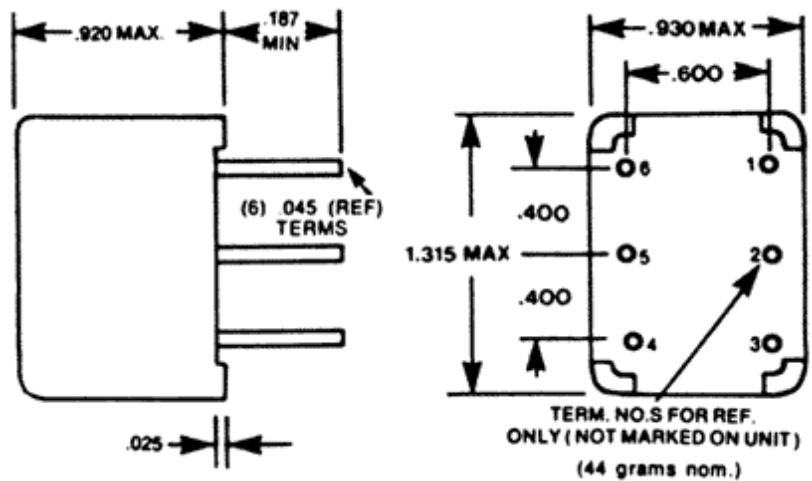 .920 MAX.
.187
MIN
.930 MAX
.600
6
1
(6) .045 (REF)
TERMS
.400
1.315 MAX
5
2
.400
4
3
.025
TERM. NO.S FOR REF.
ONLY (NOT MARKED ON UNIT)
(44 grams nom.)